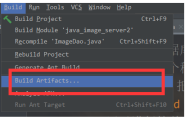 Build Run Tools VCS Window Help
Build Project Ctrl+F9
Build Module 'java_image_server2'
Recompile 'ImageDao.java' Ctrl+Shift+F9
Rebuild Project
Generate Ant Build
Build Artifacts...
Run Ant Target Ctrl+Shift+F10